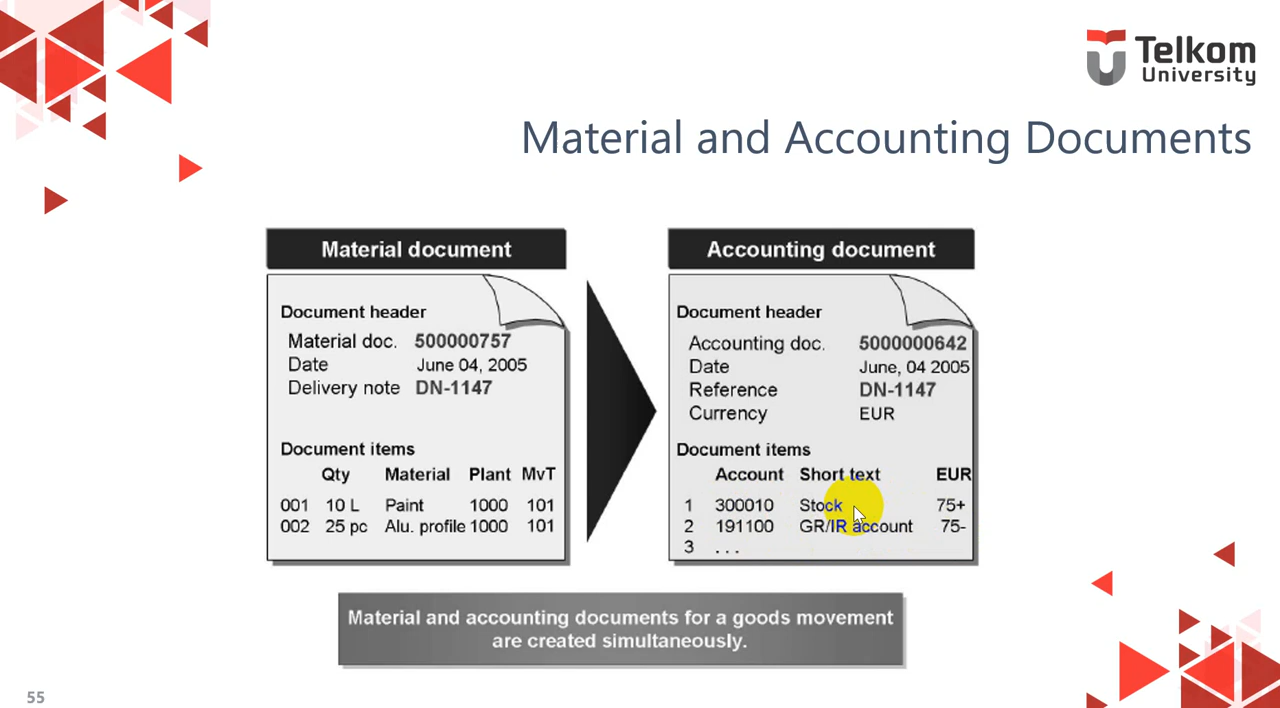 Telkom
University
Material and Accounting Documents
Material document
Document header
Material doc. 500000757
Date June 04, 2005
Delivery note DN-1147
Document items
Qty Material Plant MvT
001 10 L Paint 1000 101
002 25 pc Alu. profile 1000 101
Accounting document
Document header
Accounting doc. 5000000642
Date June, 04 2005
Reference DN-1147
Currency EUR
Document items
Account Short text EUR
1 300010 Stock 75+
2 191100 GR/IR account 75-
3 . . .
Material and accounting documents for a goods movement
are created simultaneously.
55